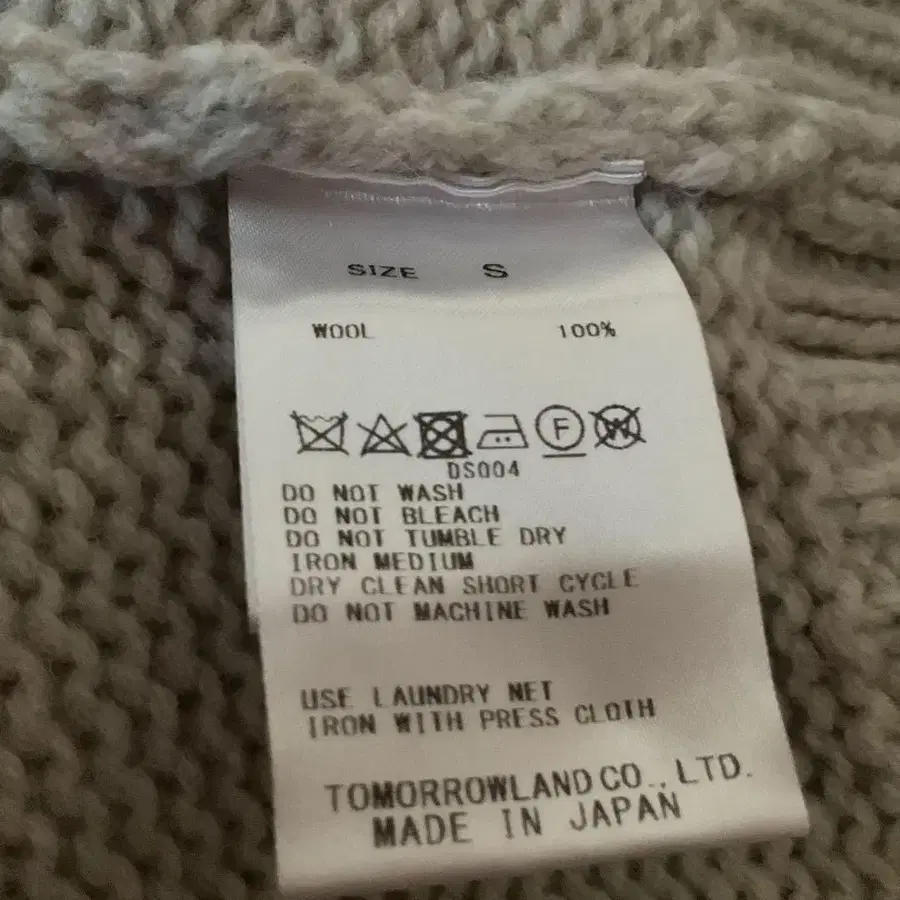 SIZE S
WOOL 100%
F W
DS004
DO NOT WASH
DO NOT BLEACH
DO NOT TUMBLE DRY
IRON MEDIUM
DRY CLEAN SHORT CYCLE
DO NOT MACHINE WASH
USE LAUNDRY NET
IRON WITH PRESS CLOTH
TOMORROWLAND CO., LTD.
MADE IN JAPAN